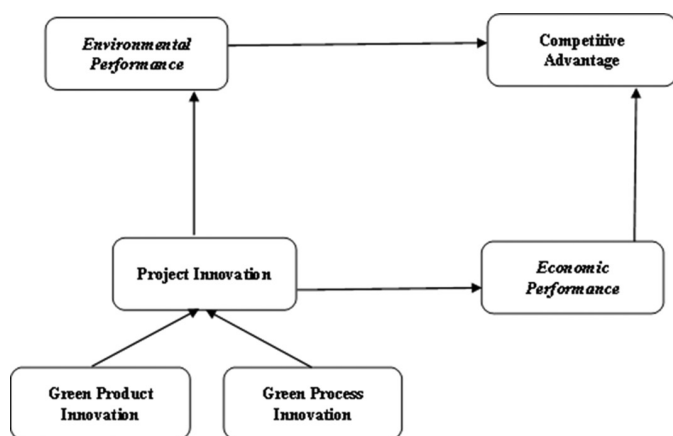 Environmental
Performance
Competitive
Advantage
Project Innovation
Economic
Performance
Green Product
Innovation
Green Process
Innovation